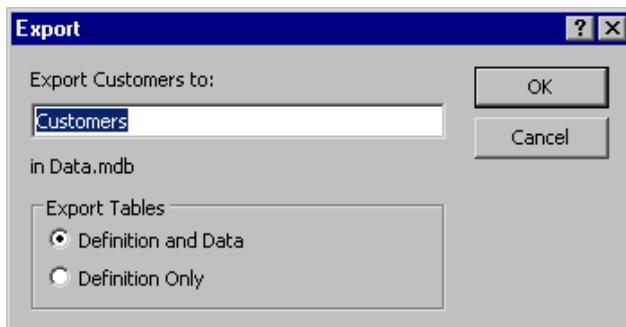 Export
Export Customers to:
OK
Customers
Cancel
in Data.mdb
Export Tables
Definition and Data
Definition Only